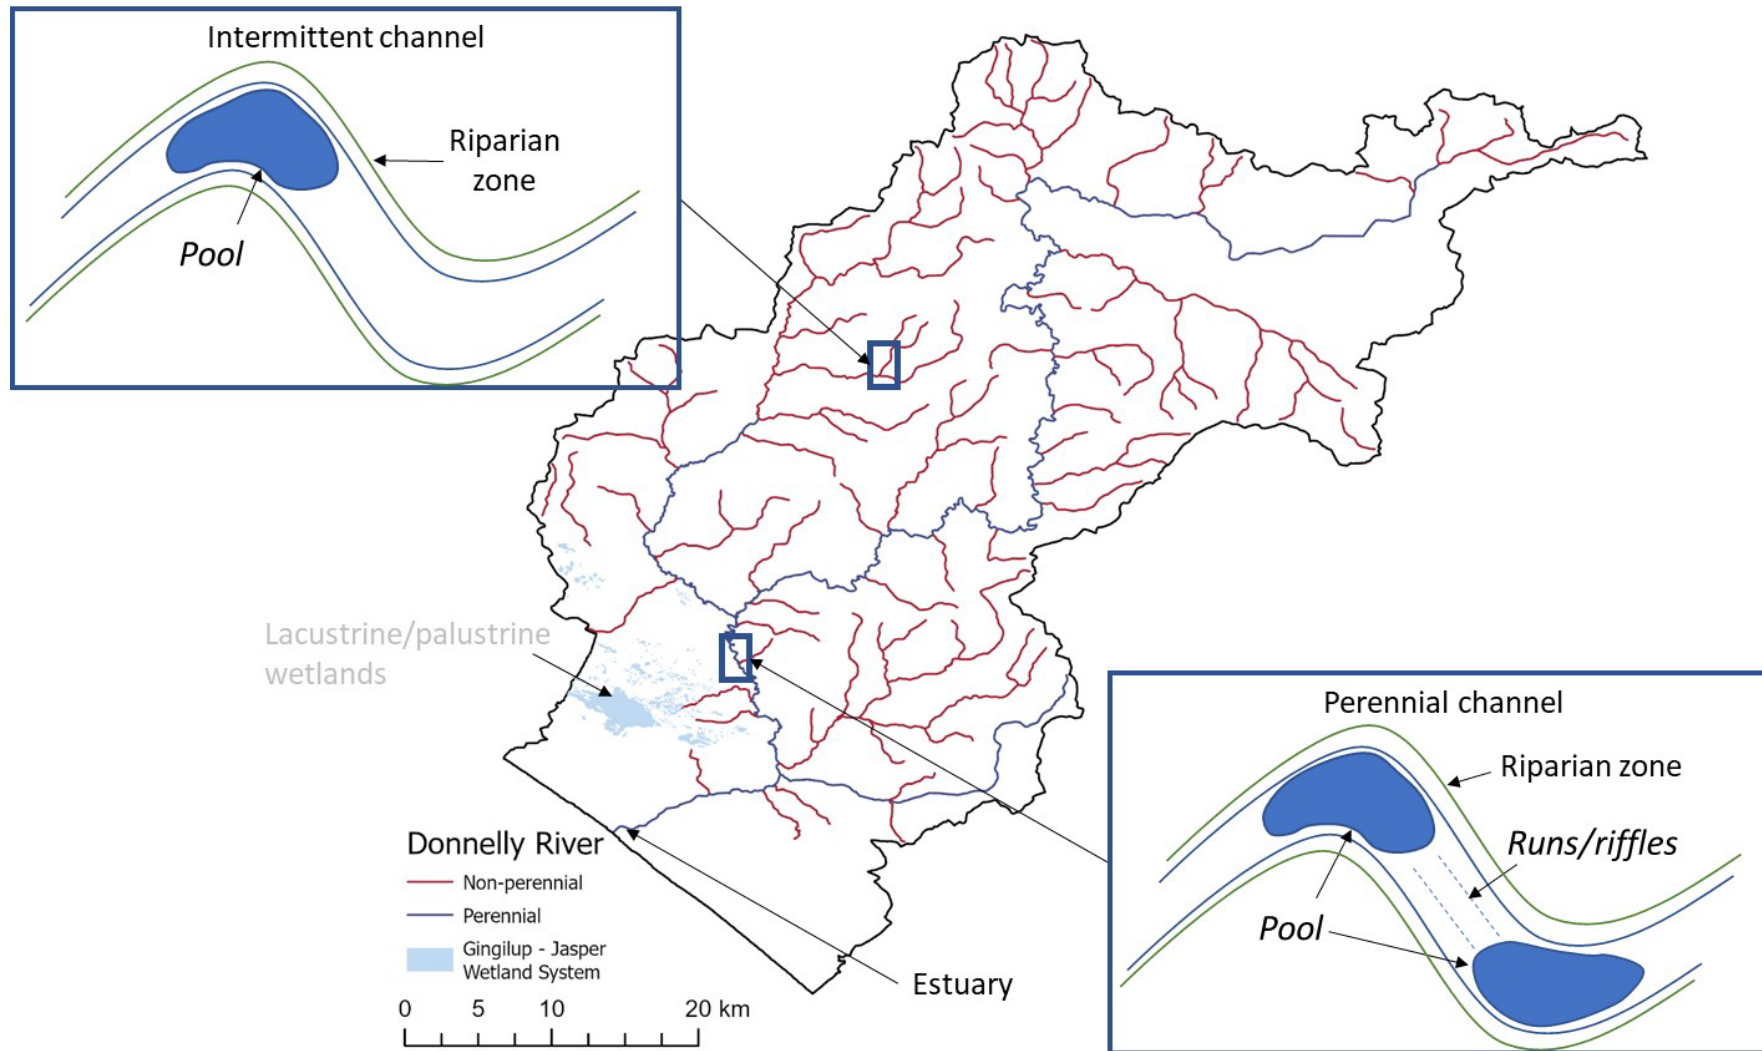 Intermittent channel
Riparian
zone
Pool
Lacustrine/palustrine
wetlands
Perennial channel
Riparian zone
Runs/riffles
Pool
Donnelly River
Non-perennial
Perennial
Gingilup - Jasper
Wetland System
Estuary
0 5 10 20 km